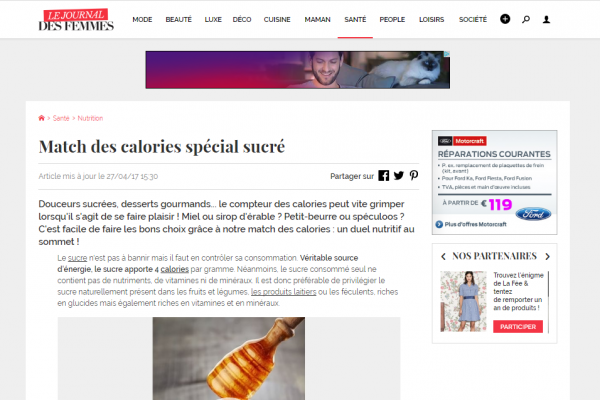 LE JOURNAL
DES FEMMES
MODE BEAUTÉ LUXE DÉCO CUISINE MAMAN SANTÉ PEOPLE LOISIRS SOCIÉTÉ
> Santé > Nutrition
Match des calories spécial sucré
Article mis à jour le 27/04/17 15:30
Partager sur
Douceurs sucrées, desserts gourmands... le compteur des calories peut vite grimper
lorsqu'il s'agit de se faire plaisir ! Miel ou sirop d'érable ? Petit-beurre ou spéculoos ?
C'est facile de faire les bons choix grâce à notre match des calories : un duel nutritif au
sommet !
Le sucre n'est pas à bannir mais il faut en contrôler sa consommation. Véritable source
d'énergie, le sucre apporte 4 calories par gramme. Néanmoins, le sucre consommé seul ne
contient pas de nutriments, de vitamines ni de minéraux. Il est donc préférable de privilégier le
sucre naturellement présent dans les fruits et légumes, les produits laitiers ou les féculents, riches
en glucides mais également riches en vitamines et en minéraux.
Motorcraft
RÉPARATIONS COURANTES
P. ex. remplacement de plaquettes de frein
(kit, avant)
Pour Ford Ka, Ford Fiesta, Ford Fusion
TVA, pièces et main d'œuvre incluses
À PARTIR DE € 119
Ford
Plus d'offres Motorcraft
NOS PARTENAIRES
Trouvez l'énigme
de La Fée &
tentez
de remporter un
an de produits !
PARTICIPER